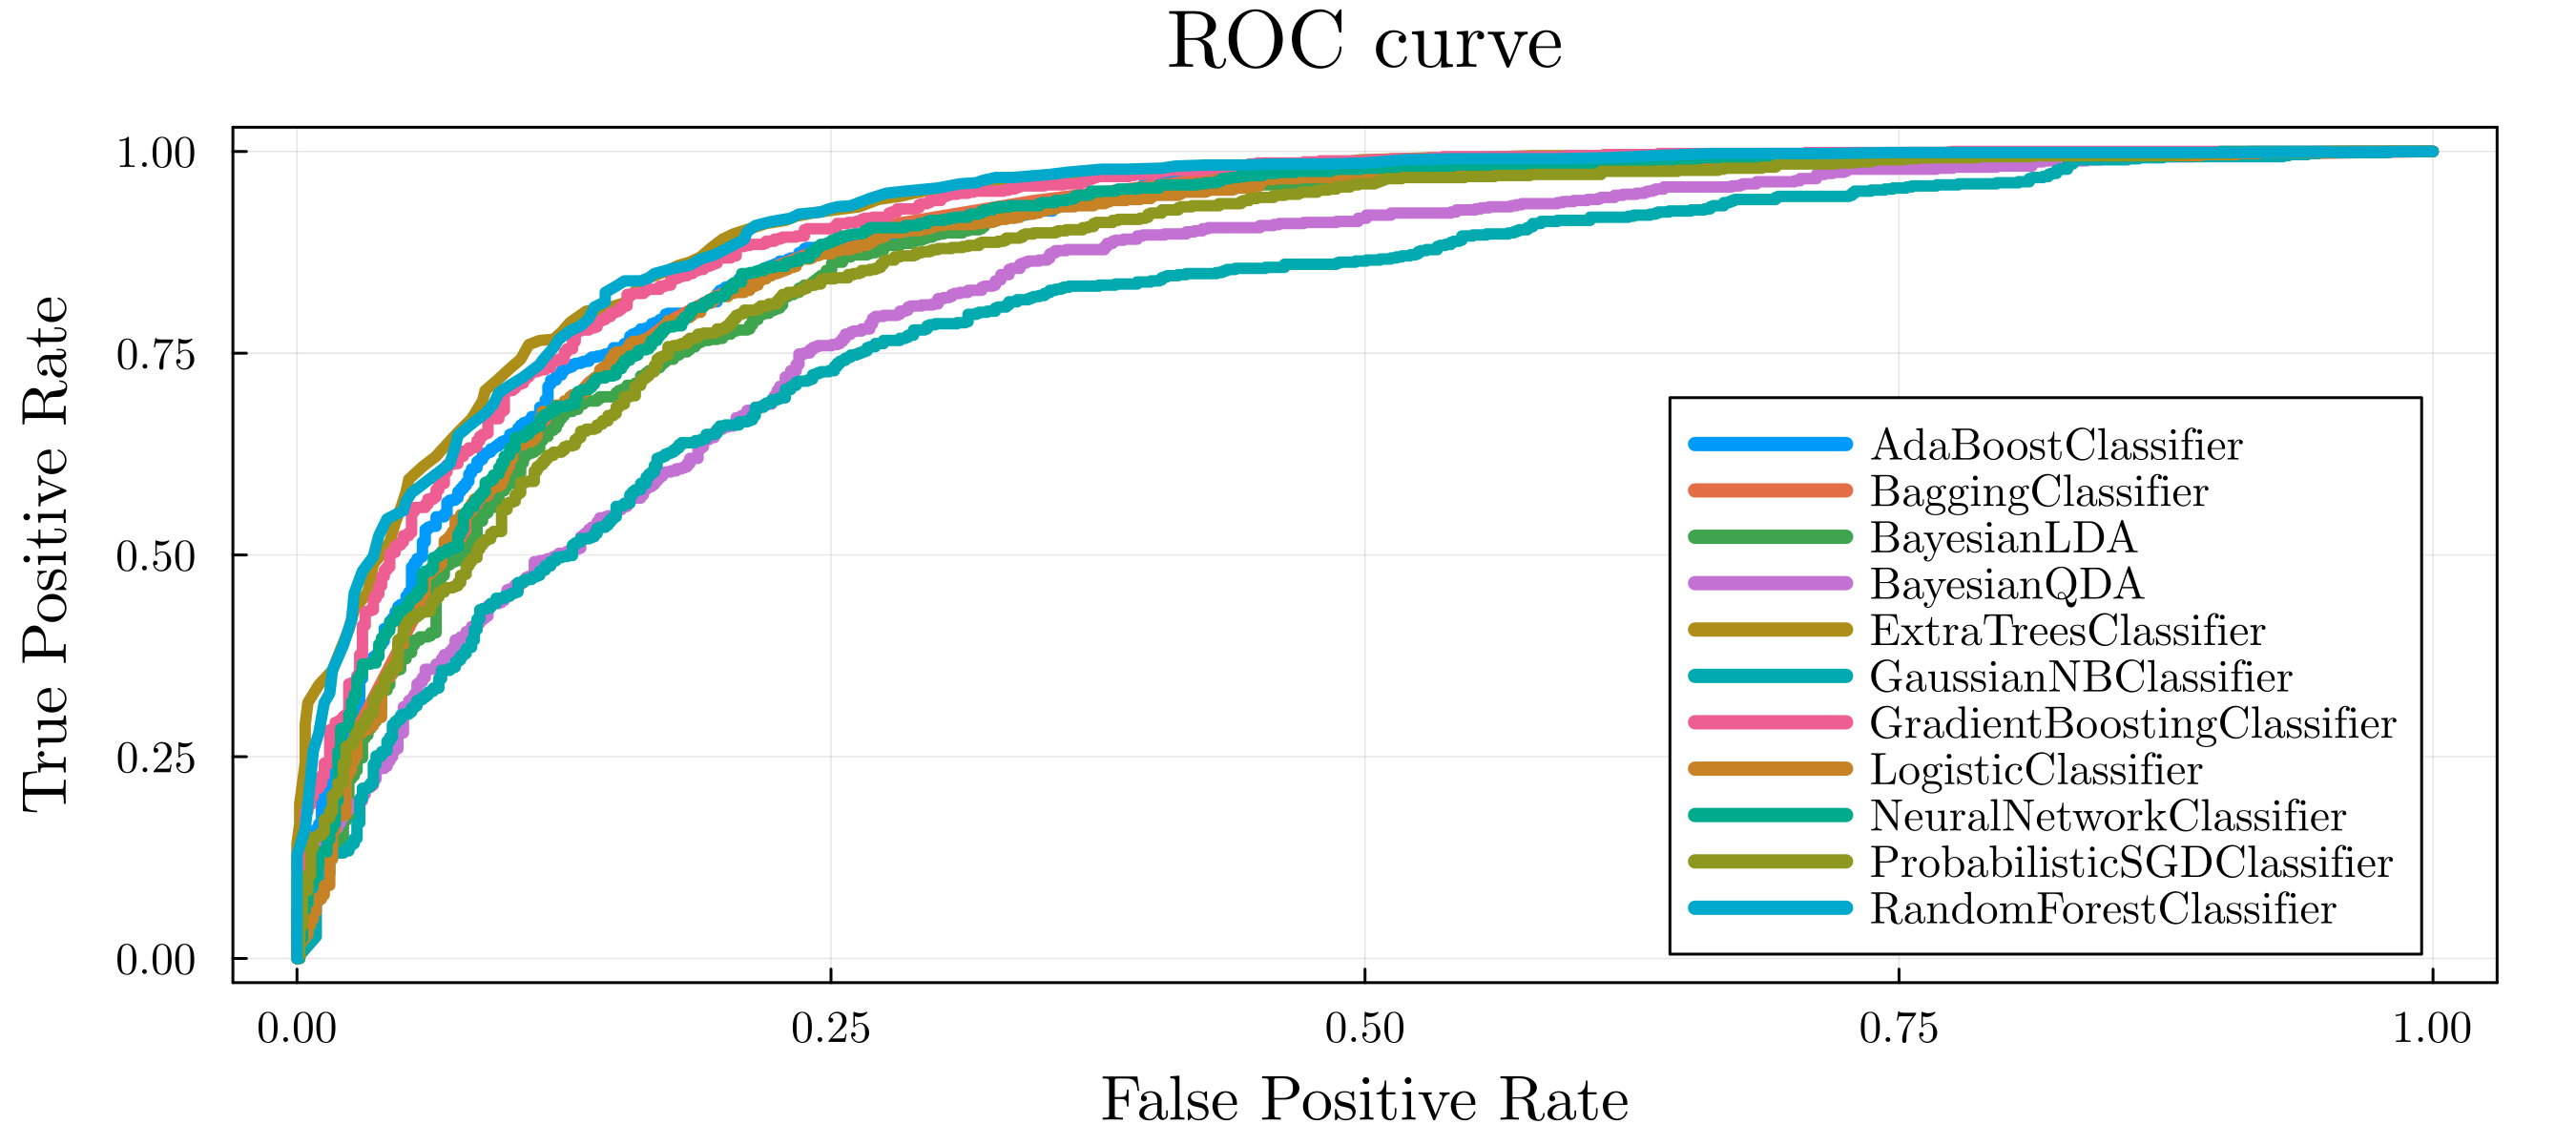 ROC curve
True Positive Rate
1.00
0.75
0.50
0.25
0.00
AdaBoostClassifier
BaggingClassifier
BayesianLDA
BayesianQDA
ExtraTreesClassifier
GaussianNBClassifier
GradientBoostingClassifier
LogisticClassifier
NeuralNetworkClassifier
ProbabilisticSGDClassifier
RandomForestClassifier
0.00 0.25 0.50 0.75 1.00
False Positive Rate